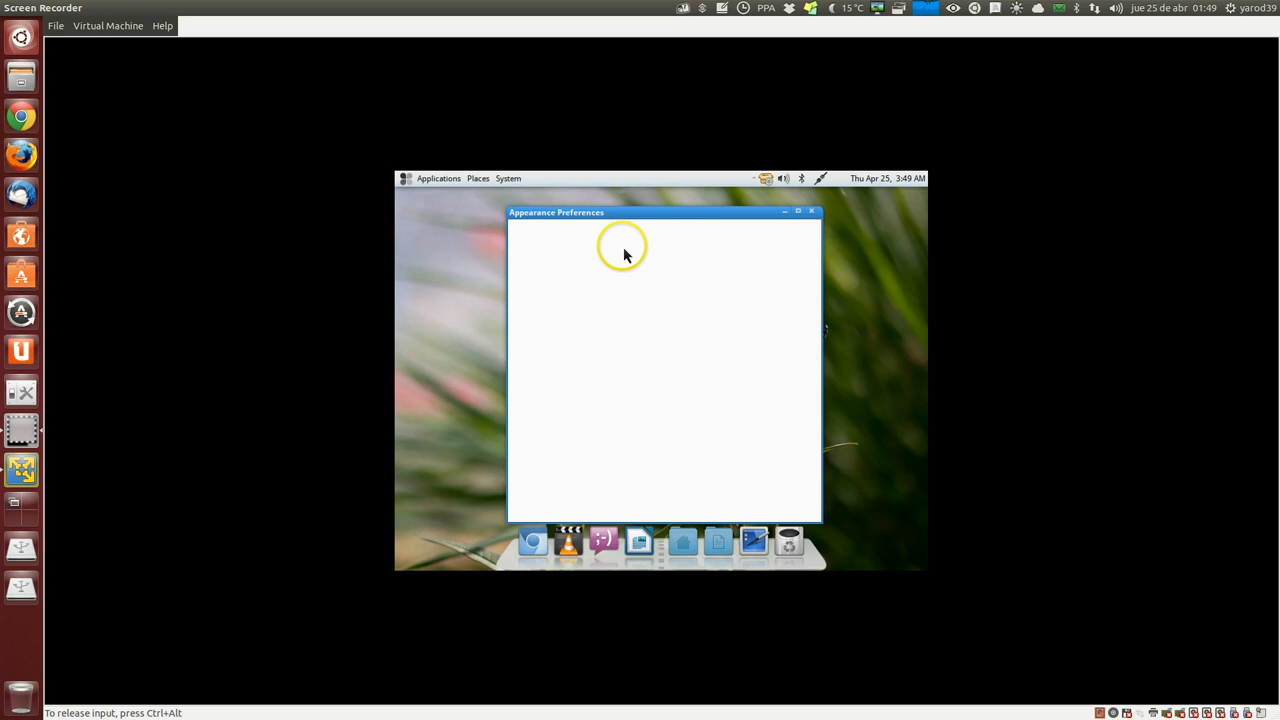 Screen Recorder
PPA
15°C
jue 25 de abr 01:49
yarod39
File Virtual Machine Help
Applications Places System
Thu Apr 25, 3:49 AM
Appearance Preferences
To release input, press Ctrl+Alt